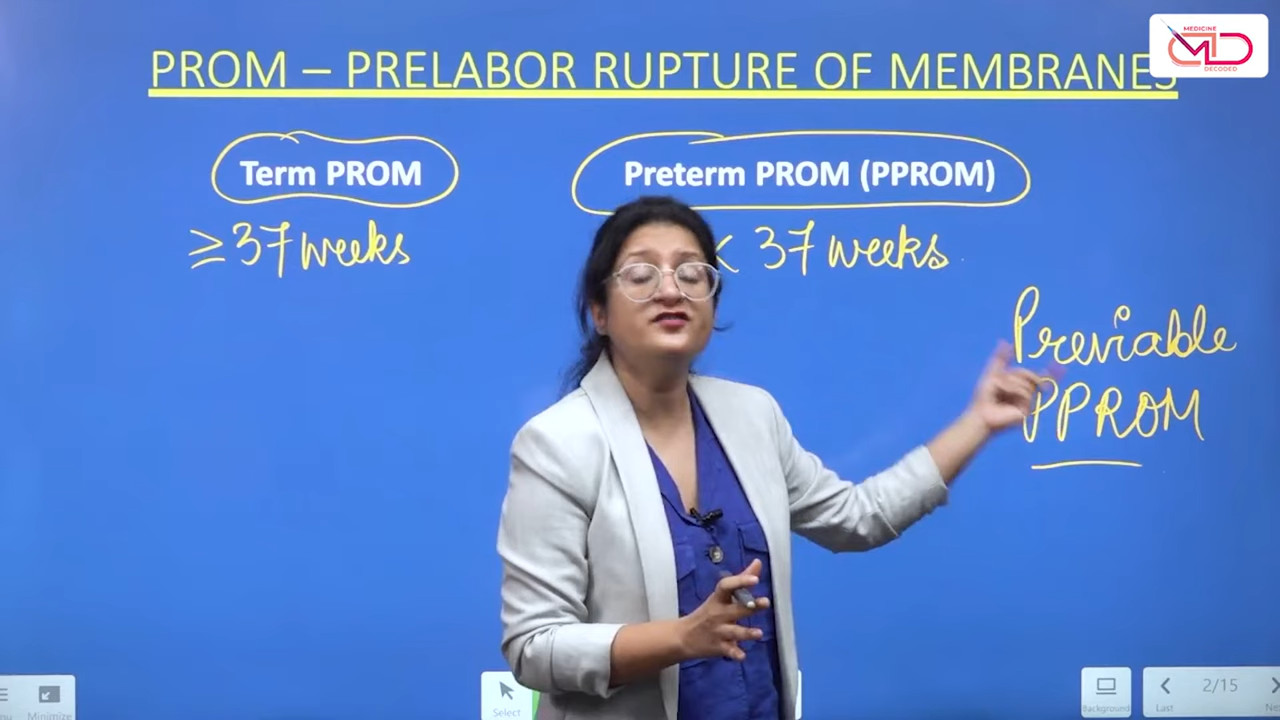 MEDICINE
MD
DECODED
PROM – PRELABOR RUPTURE OF MEMBRANES
Term PROM
Preterm PROM (PPROM)
≥37 weeks
< 37 weeks
Previable
PPROM
Minimize
Select
Background
Last
2/15